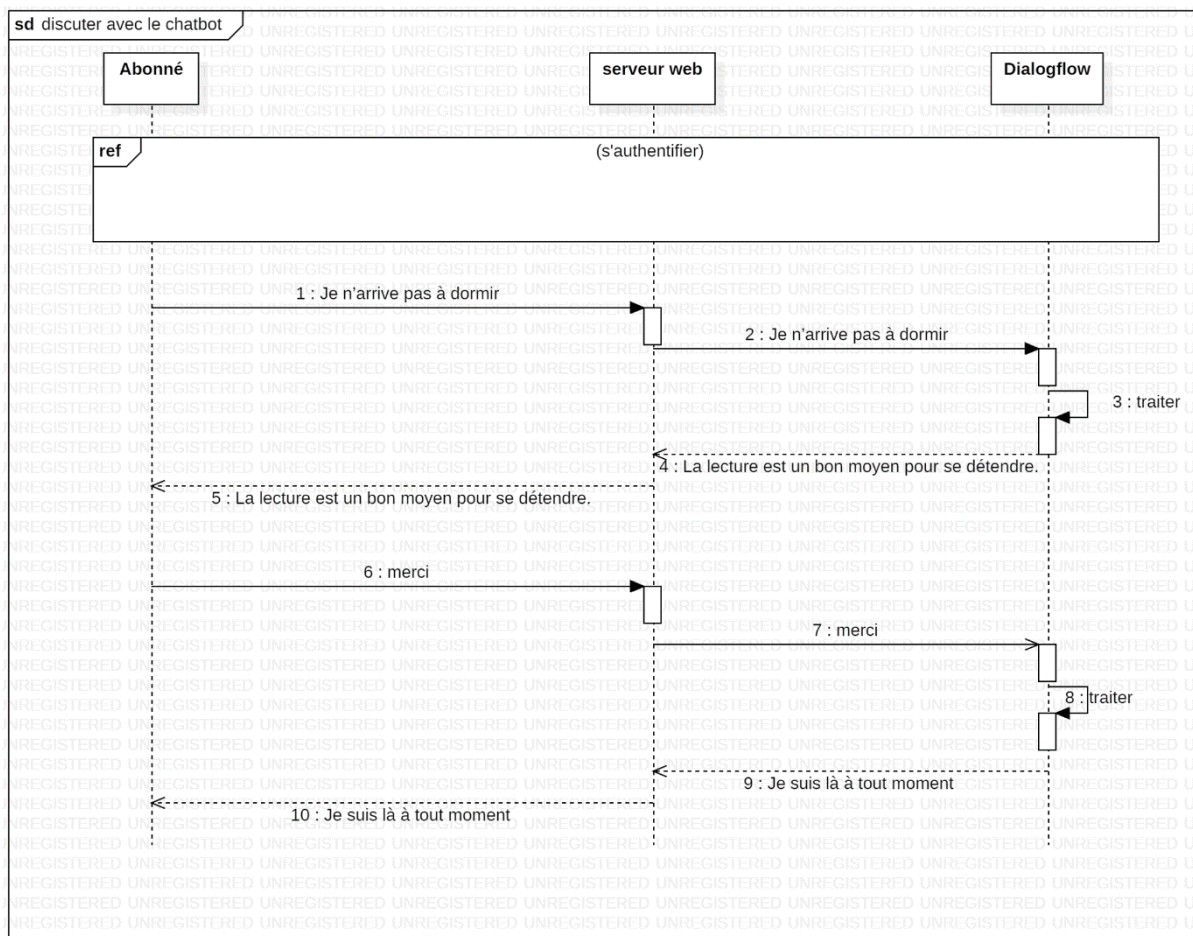 sd discuter avec le chatbot
Abonné
serveur web
Dialogflow
ref
(s'authentifier)
1 : Je n'arrive pas à dormir
2 : Je n'arrive pas à dormir
3 : traiter
4 : La lecture est un bon moyen pour se détendre.
5 : La lecture est un bon moyen pour se détendre.
6 : merci
7 : merci
8 : traiter
9 : Je suis là à tout moment
10 : Je suis là à tout moment
UNREGISTERED